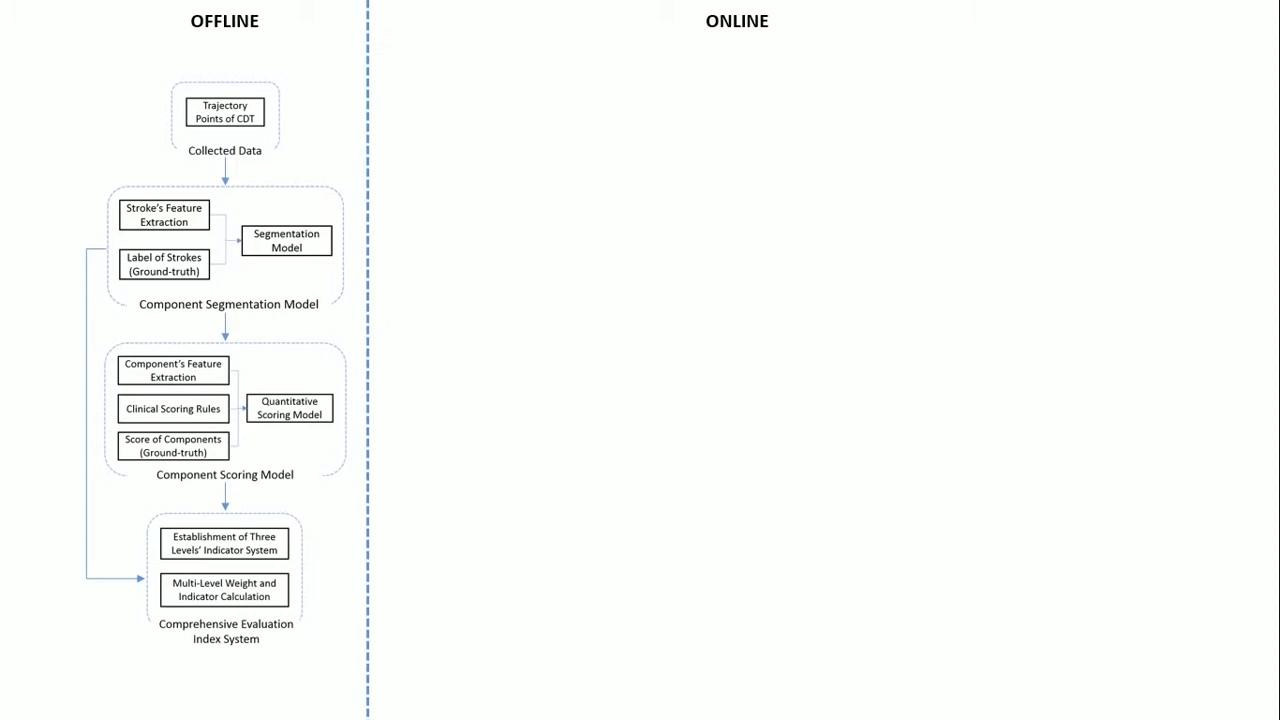 OFFLINE
ONLINE
Trajectory
Points of CDT
Collected Data
Stroke's Feature
Extraction
Segmentation
Model
Label of Strokes
(Ground-truth)
Component Segmentation Model
Component's Feature
Extraction
Clinical Scoring Rules
Quantitative
Scoring Model
Score of Components
(Ground-truth)
Component Scoring Model
Establishment of Three
Levels' Indicator System
Multi-Level Weight and
Indicator Calculation
Comprehensive Evaluation
Index System